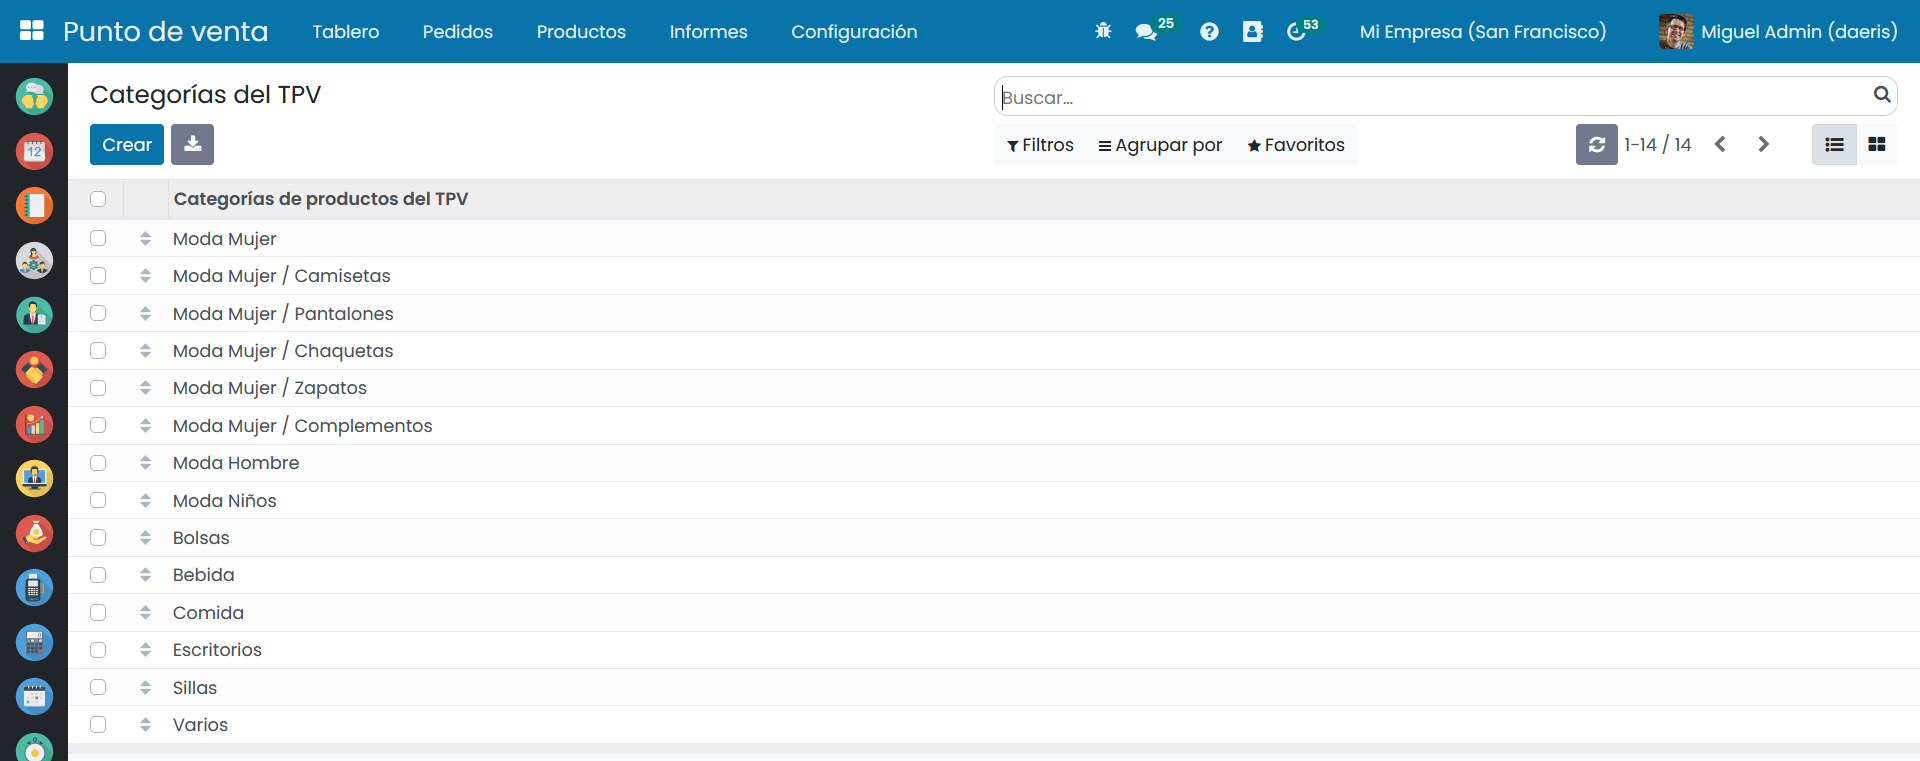 Punto de venta Tablero Pedidos Productos Informes Configuración 25 53 Mi Empresa (San Francisco) Miguel Admin (daeris)
Categorías del TPV
Buscar...
Crear Filtros Agrupar por Favoritos 1-14 / 14
Categorías de productos del TPV
Moda Mujer
Moda Mujer / Camisetas
Moda Mujer / Pantalones
Moda Mujer / Chaquetas
Moda Mujer / Zapatos
Moda Mujer / Complementos
Moda Hombre
Moda Niños
Bolsas
Bebida
Comida
Escritorios
Sillas
Varios
12